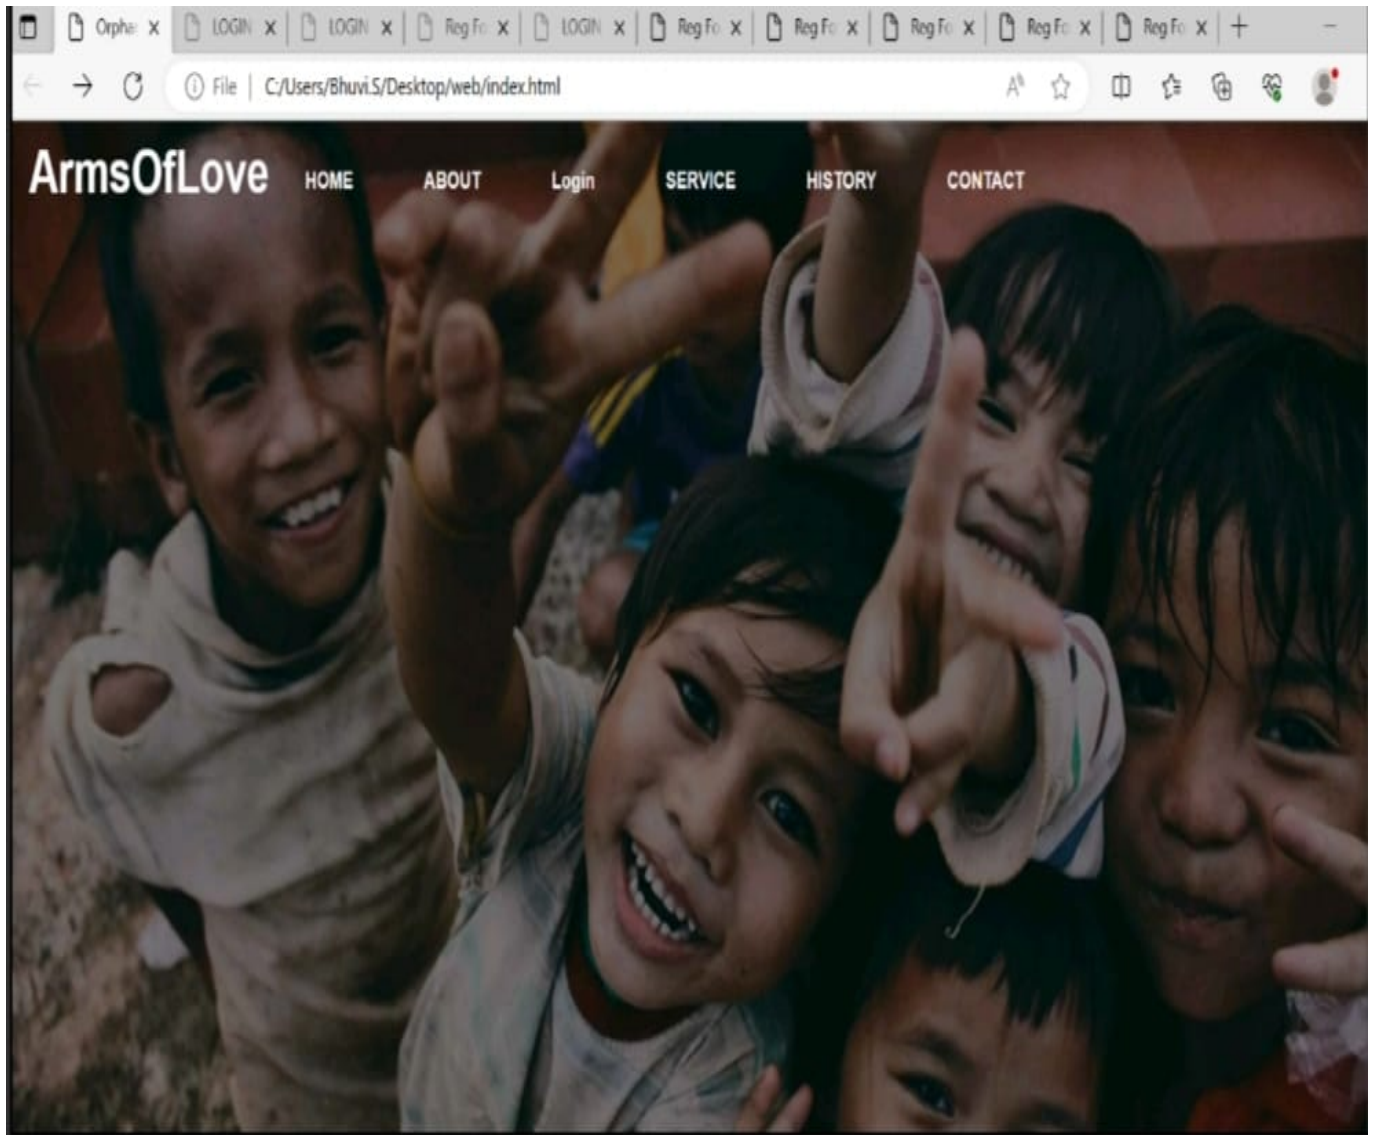 Orpha LOGIN LOGIN Reg Fo LOGIN Reg Fo Reg Fo Reg Fo Reg Fo Reg Fo
File | C:/Users/Bhuvi.S/Desktop/web/index.html
ArmsOfLove HOME ABOUT Login SERVICE HISTORY CONTACT